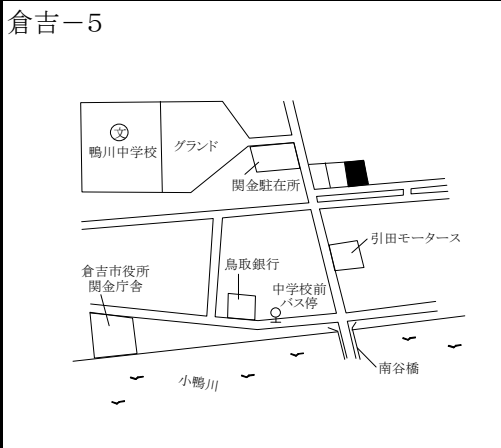 倉吉－5
文
鴨川中学校
グランド
関金駐在所
引田モータース
倉吉市役所
関金庁舎
鳥取銀行
中学校前
バス停
南谷橋
小鴨川